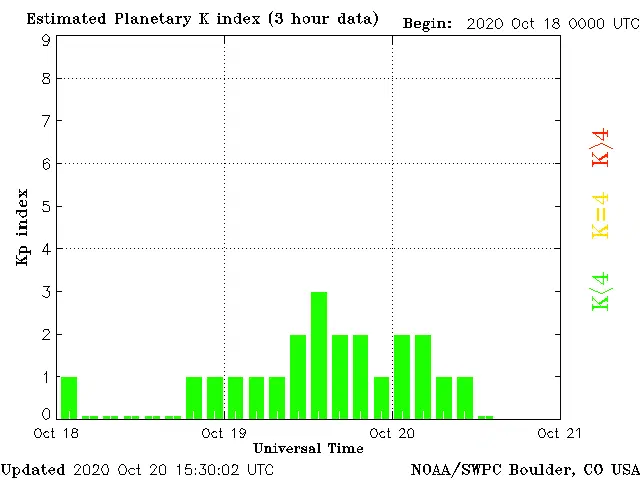 Estimated Planetary K index (3 hour data)
Begin: 2020 Oct 18 0000 UTC
9
8
7
6
5
4
3
2
1
0
Kp index
K>4
K=4
K<4
Oct 18
Oct 19
Oct 20
Oct 21
Universal Time
Updated 2020 Oct 20 15:30:02 UTC
NOAA/SWPC Boulder, CO USA